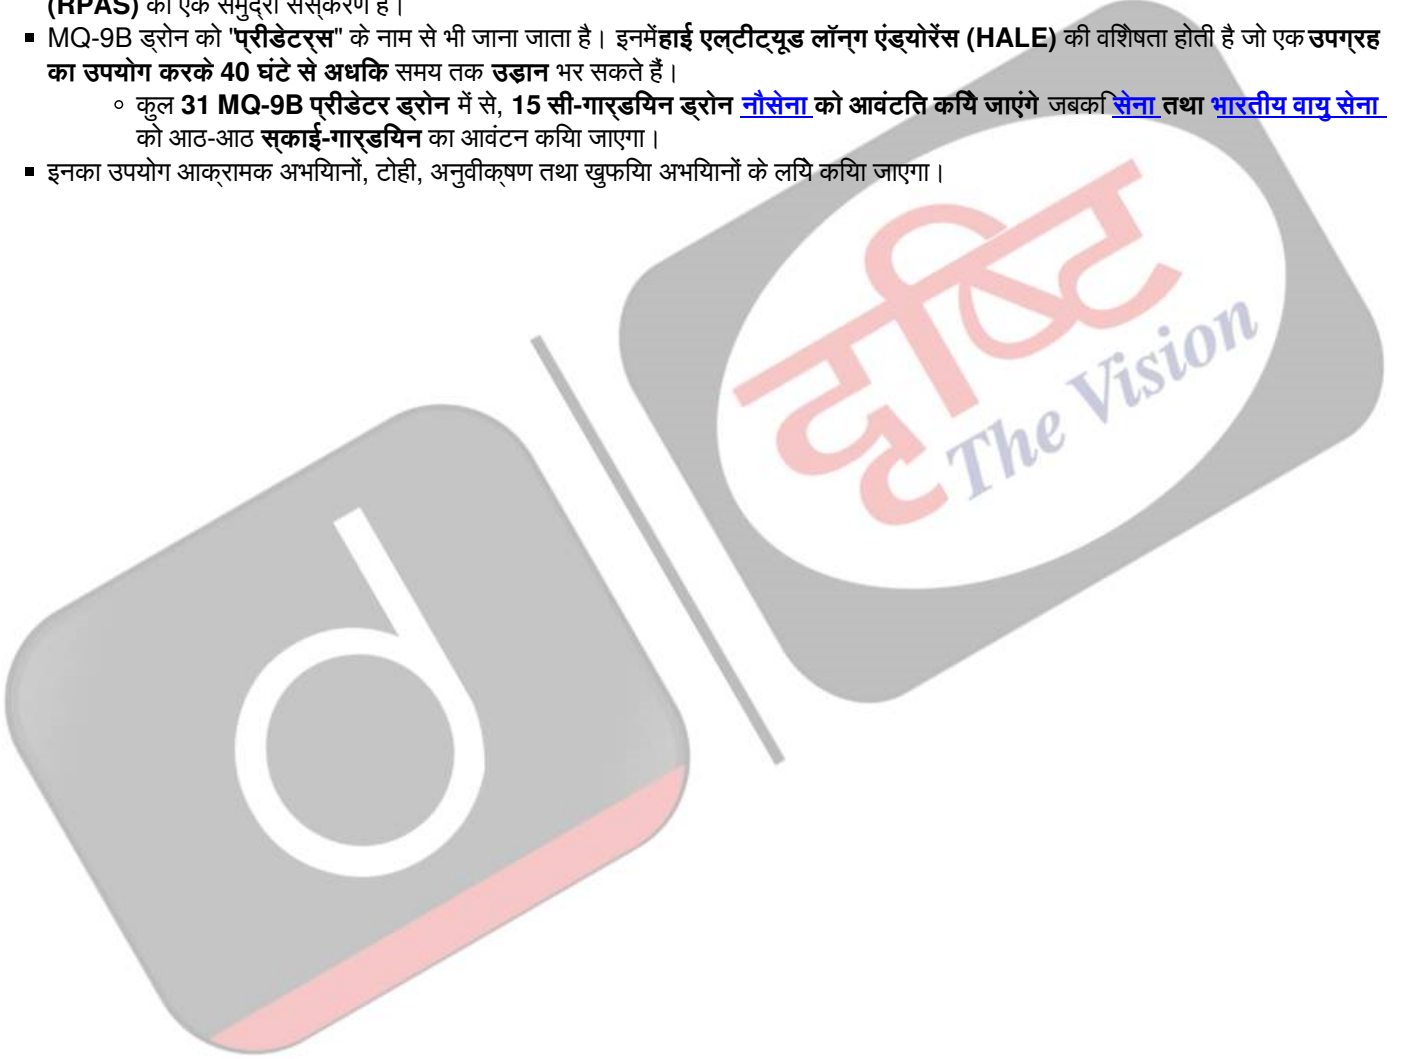 (RPAS) का एक समुद्री संस्करण है।
▪ MQ-9B ड्रोन को "प्रीडेटर्स" के नाम से भी जाना जाता है। इनमें हाई एल्टीट्यूड लॉन्ग एंड्योरेंस (HALE) की विशेषता होती है जो एक उपग्रह
का उपयोग करके 40 घंटे से अधिक समय तक उड़ान भर सकते हैं।
◦ कुल 31 MQ-9B प्रीडेटर ड्रोन में से, 15 सी-गार्डियन ड्रोन नौसेना को आवंटित किये जाएंगे जबकि सेना तथा भारतीय वायु सेना
को आठ-आठ स्काई-गार्डियन का आवंटन किया जाएगा।
▪ इनका उपयोग आक्रामक अभियानों, टोही, अनुवीक्षण तथा खुफिया अभियानों के लिये किया जाएगा।
दृष्टि
The Vision
d